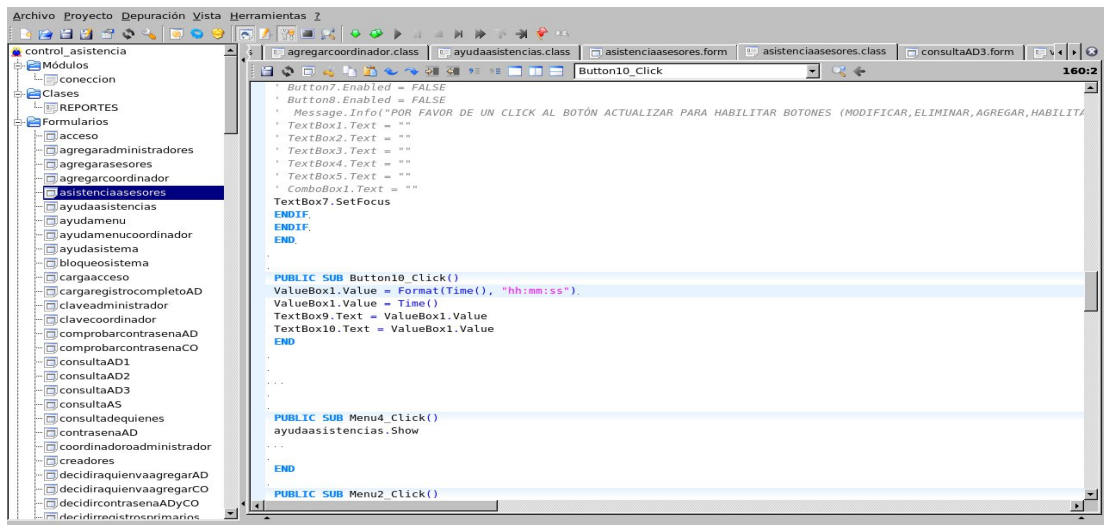 Archivo Proyecto Depuración Vista Herramientas ?
control_asistencia
Módulos
coneccion
Clases
REPORTES
Formularios
acceso
agregaradministradores
agregarasesores
agregarcoordinador
asistenciaasesores
ayudaasistencias
ayudamenu
ayudamenucoordinador
ayudasistema
bloqueosistema
cargaacceso
cargaregistrocompletoAD
claveadministrador
clavecoordinador
comprobarcontrasenaAD
comprobarcontrasenaCO
consultaAD1
consultaAD2
consultaAD3
consultaAS
consultadequienes
contrasenaAD
coordinadoroadministrador
creadores
decidiraquienvaagregarAD
decidiraquienvaagregarCO
decidircontrasenaADyCO
decidirregistrosprimarios
agregarcoordinador.class
ayudaasistencias.class
asistenciaasesores.form
asistenciaasesores.class
consultaAD3.form
Button10_Click
160:2
' Button7.Enabled = FALSE
' Button8.Enabled = FALSE
' Message.Info("POR FAVOR DE UN CLICK AL BOTÓN ACTUALIZAR PARA HABILITAR BOTONES (MODIFICAR,ELIMINAR,AGREGAR,HABILITA
' TextBox1.Text = ""
' TextBox2.Text = ""
' TextBox3.Text = ""
' TextBox4.Text = ""
' TextBox5.Text = ""
' ComboBox1.Text = ""
TextBox7.SetFocus
ENDIF
ENDIF
END
PUBLIC SUB Button10_Click()
ValueBox1.Value = Format(Time(), "hh:mm:ss")
ValueBox1.Value = Time()
TextBox9.Text = ValueBox1.Value
TextBox10.Text = ValueBox1.Value
END
...
PUBLIC SUB Menu4_Click()
ayudaasistencias.Show
...
END
PUBLIC SUB Menu2_Click()